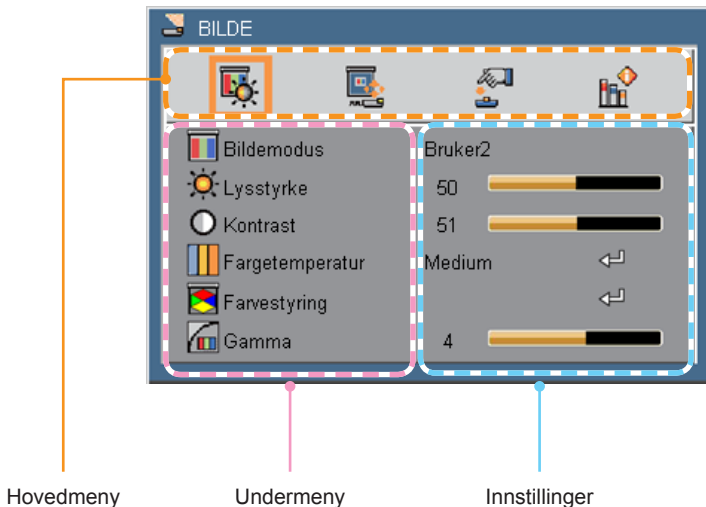 BILDE
Bildemodus Bruker2
Lysstyrke 50
Kontrast 51
Fargetemperatur Medium
Farvestyring
Gamma 4
Hovedmeny Undermeny Innstillinger